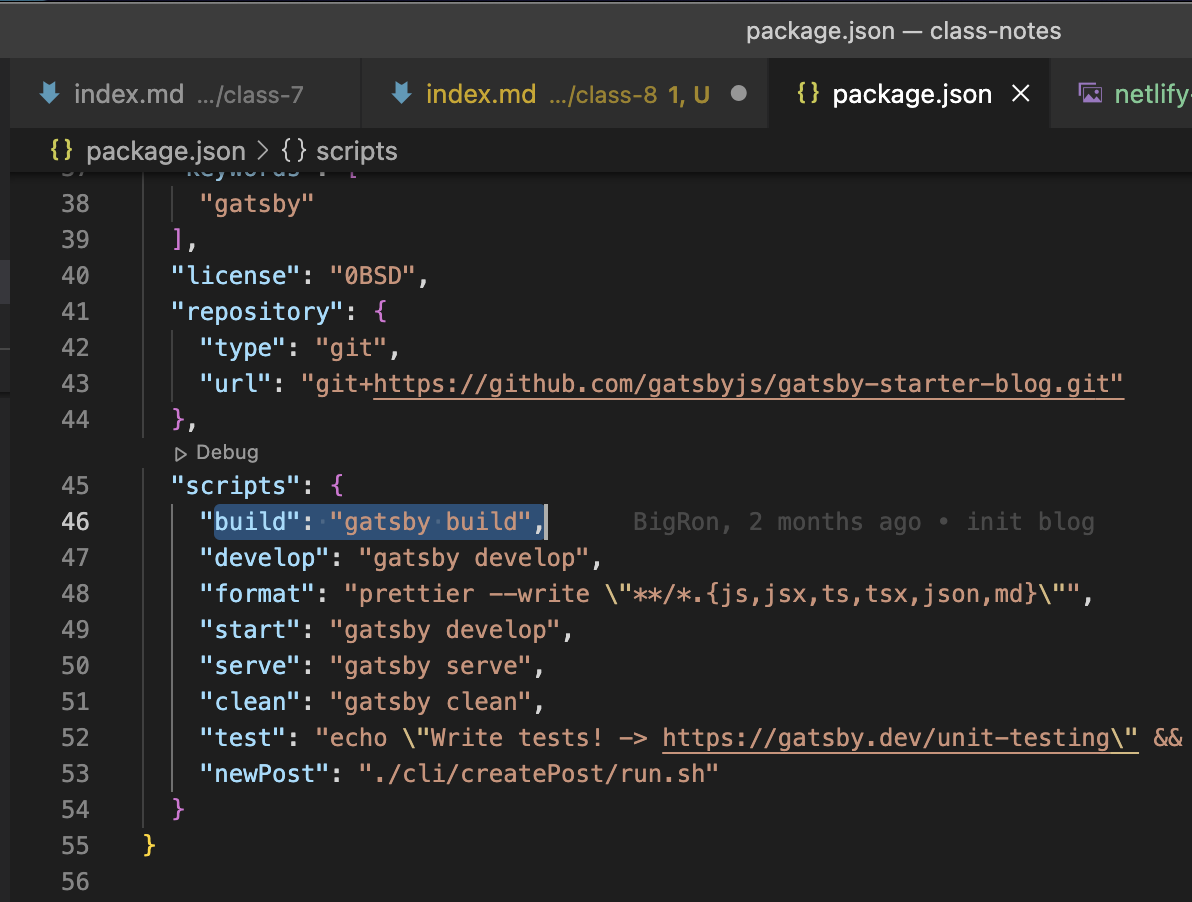 package.json — class-notes
index.md .../class-7
index.md .../class-8 1, U
package.json
netlify-
{} package.json > {} scripts
37 "keywords": [
38 "gatsby"
39 ],
40 "license": "0BSD",
41 "repository": {
42 "type": "git",
43 "url": "git+https://github.com/gatsbyjs/gatsby-starter-blog.git"
44 },
Debug
45 "scripts": {
46 "build": "gatsby build", BigRon, 2 months ago • init blog
47 "develop": "gatsby develop",
48 "format": "prettier --write \"**/*.{js,jsx,ts,tsx,json,md}\"",
49 "start": "gatsby develop",
50 "serve": "gatsby serve",
51 "clean": "gatsby clean",
52 "test": "echo \"Write tests! -> https://gatsby.dev/unit-testing\" &&
53 "newPost": "./cli/createPost/run.sh"
54 }
55 }
56